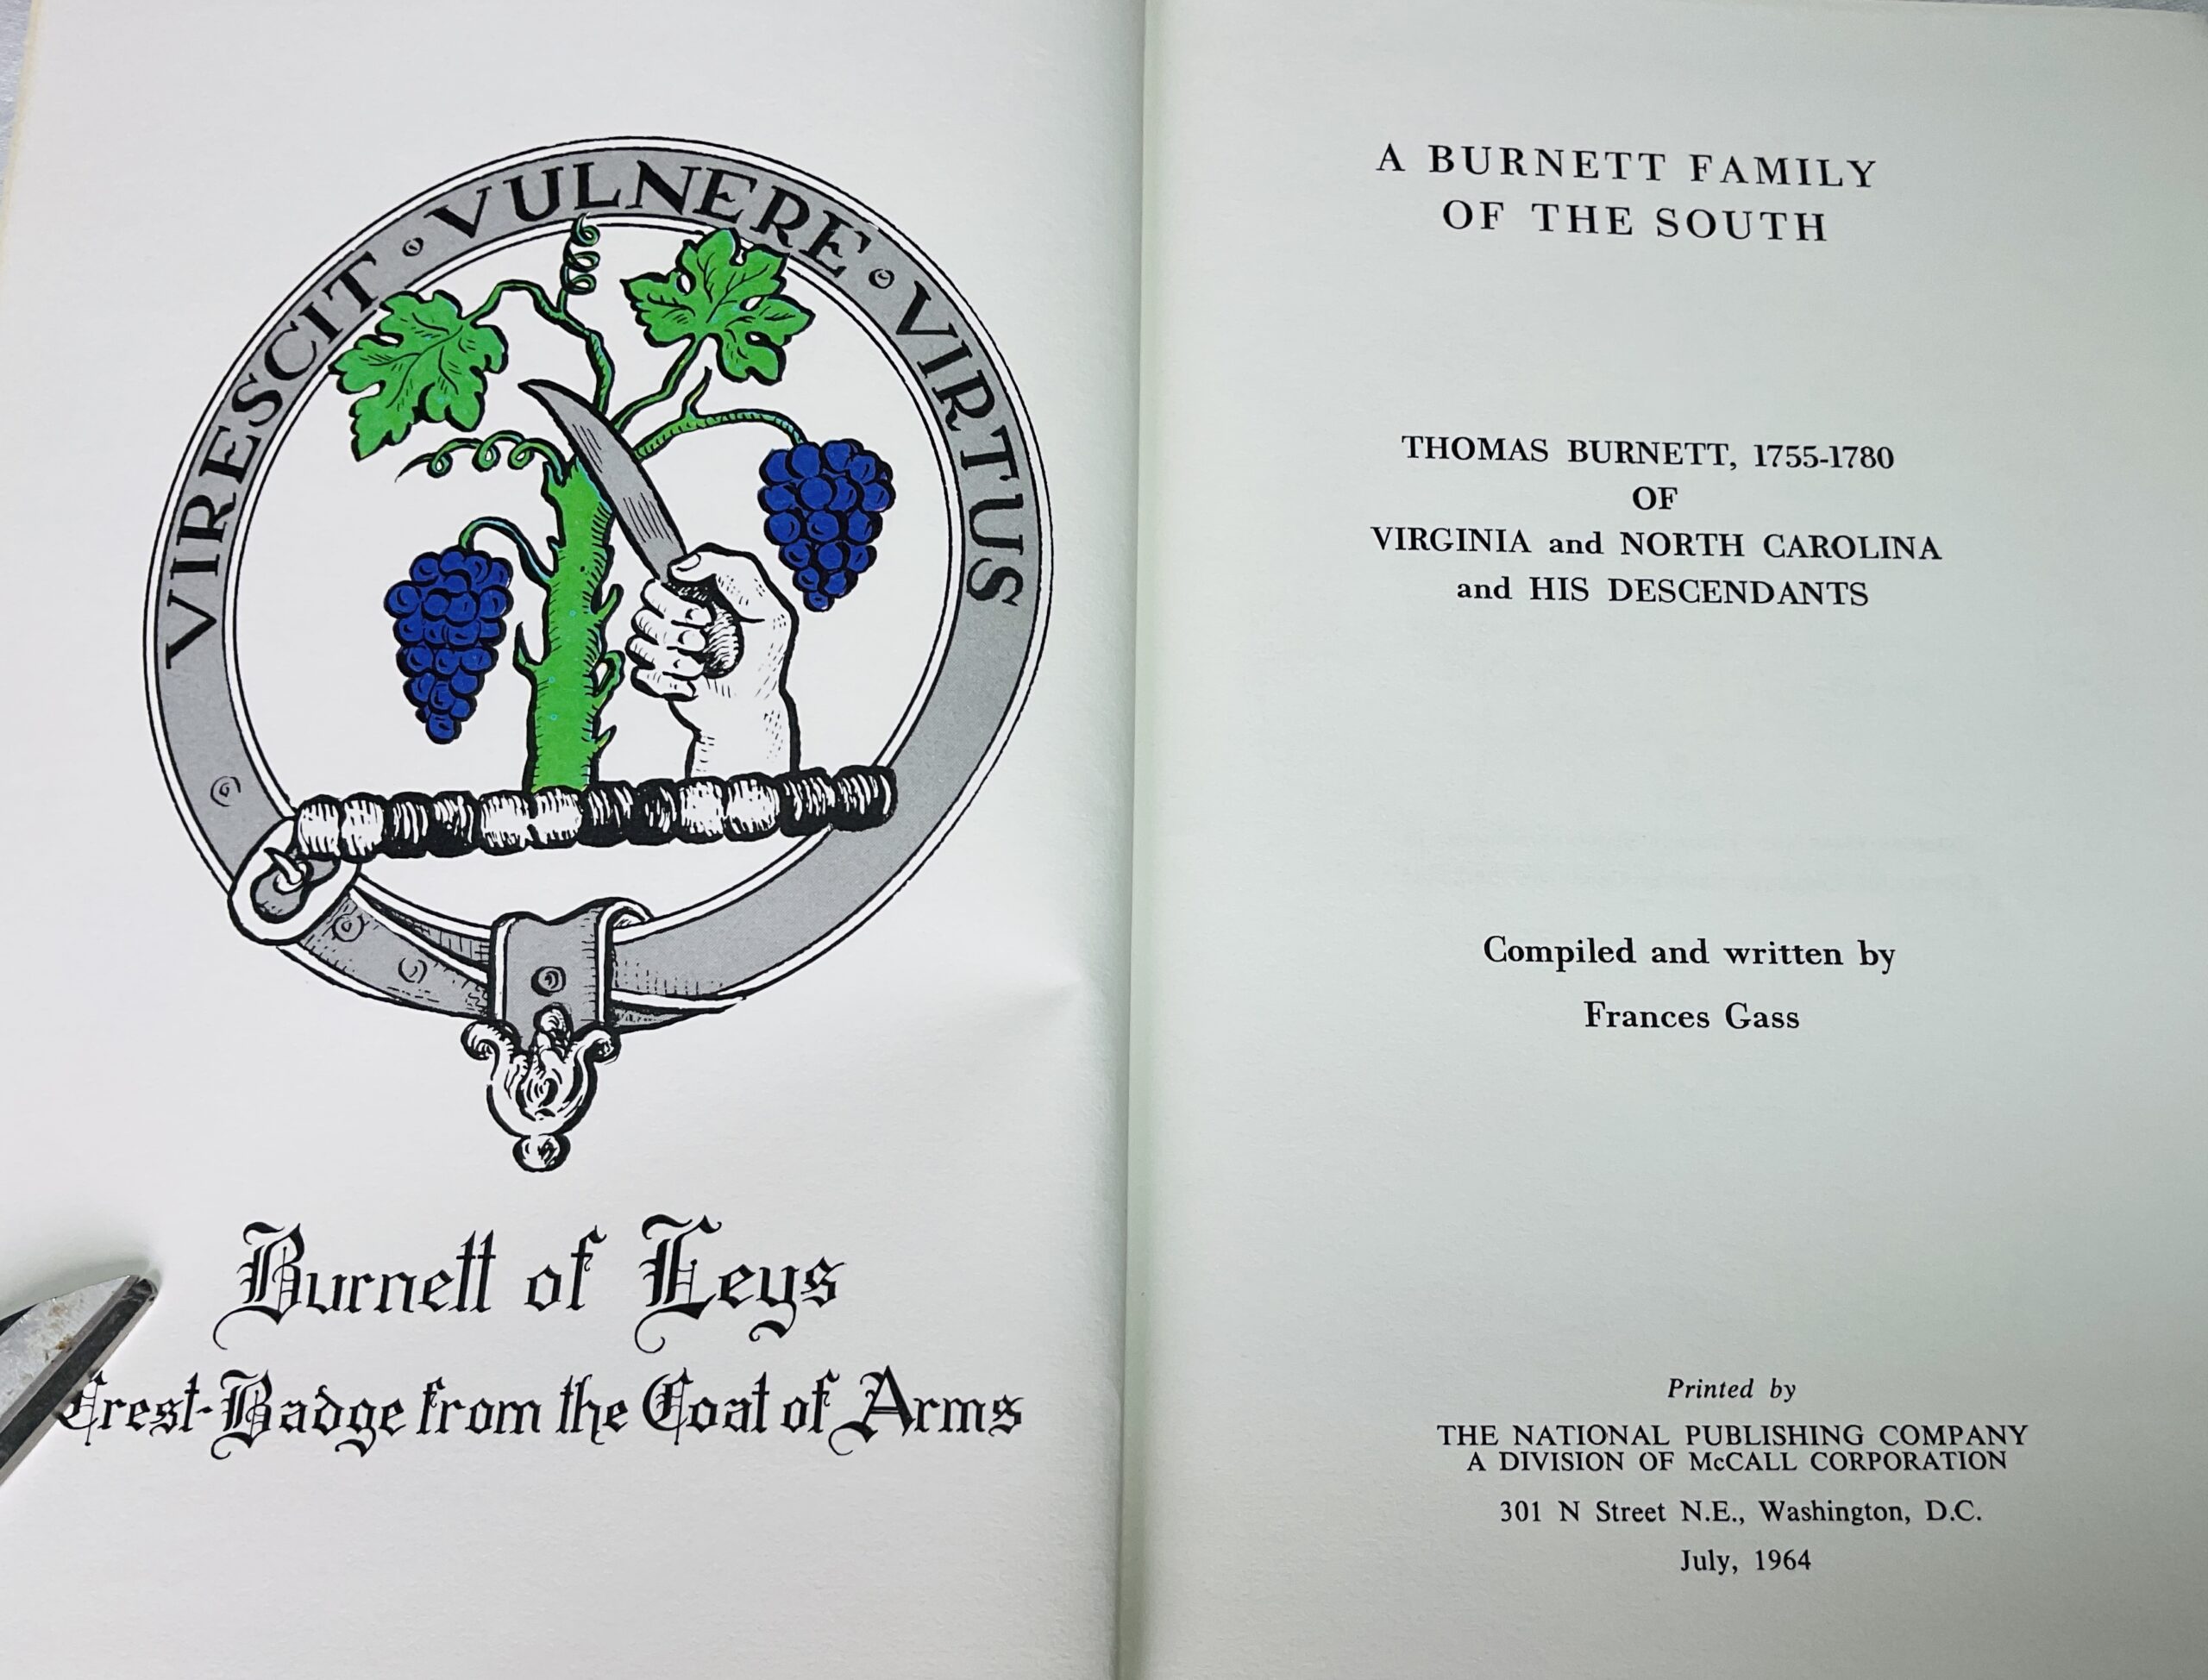 VIRESCIT · VULNERE · VIRTUS
Burnett of Leys
Crest-Badge from the Coat of Arms
A BURNETT FAMILY
OF THE SOUTH
THOMAS BURNETT, 1755-1780
OF
VIRGINIA and NORTH CAROLINA
and HIS DESCENDANTS
Compiled and written by
Frances Gass
Printed by
THE NATIONAL PUBLISHING COMPANY
A DIVISION OF McCALL CORPORATION
301 N Street N.E., Washington, D.C.
July, 1964